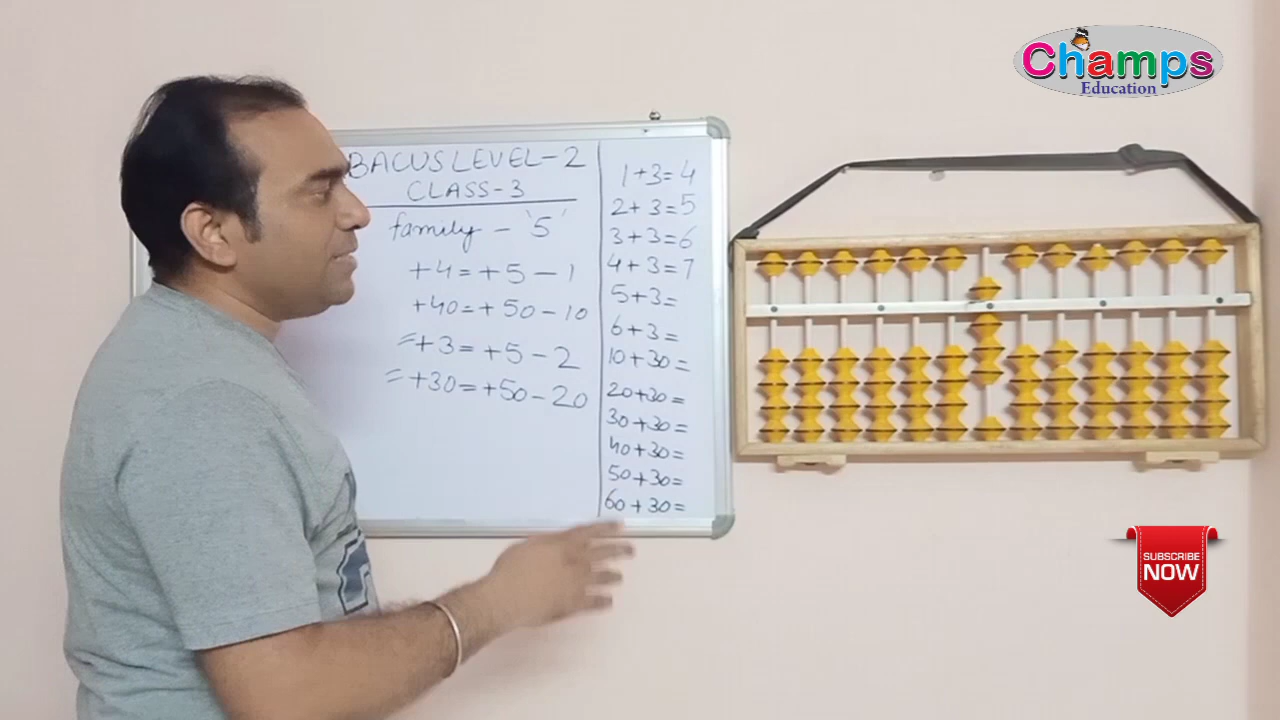 Champs
Education
BACUS LEVEL-2
CLASS-3
family - '5'
+4=+5-1
+40=+50-10
=+3=+5-2
=+30=+50-20
1+3=4
2+3=5
3+3=6
4+3=7
5+3=
6+3=
10+30=
20+30=
30+30=
40+30=
50+30=
60+30=
SUBSCRIBE
NOW